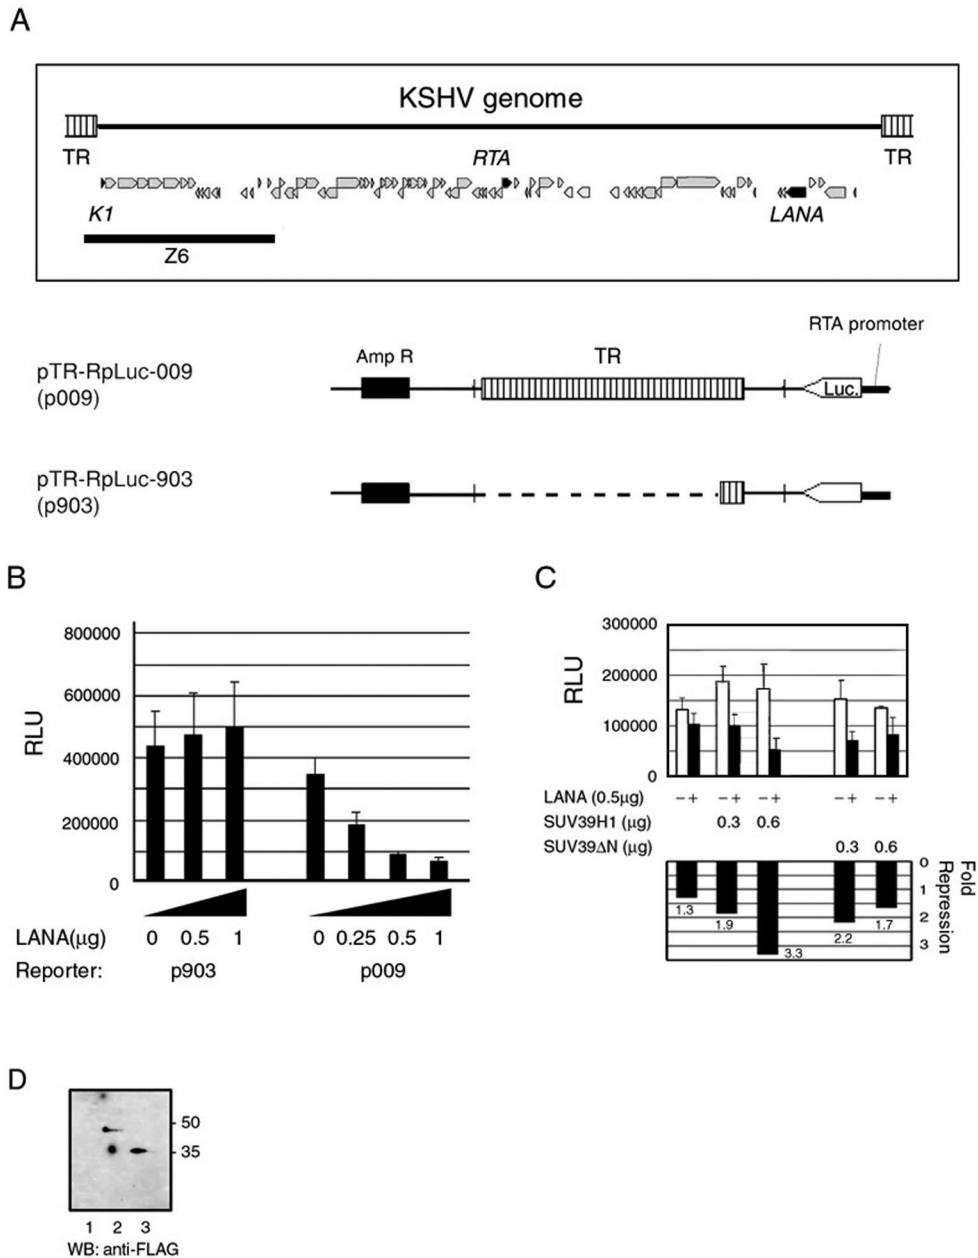 A
KSHV genome
TR
RTA
TR
K1
LANA
Z6
RTA promoter
pTR-RpLuc-009
(p009)
Amp R
TR
Luc.
pTR-RpLuc-903
(p903)
B
800000
600000
400000
200000
0
RLU
LANA(µg) 0 0.5 1 0 0.25 0.5 1
Reporter: p903 p009
C
300000
200000
100000
0
RLU
LANA (0.5µg) − + − + − + − + − +
SUV39H1 (µg) 0.3 0.6
SUV39ΔN (µg) 0.3 0.6
0
1
2
3
Fold
Repression
1.3
1.9
3.3
2.2
1.7
D
50
35
1 2 3
WB: anti-FLAG